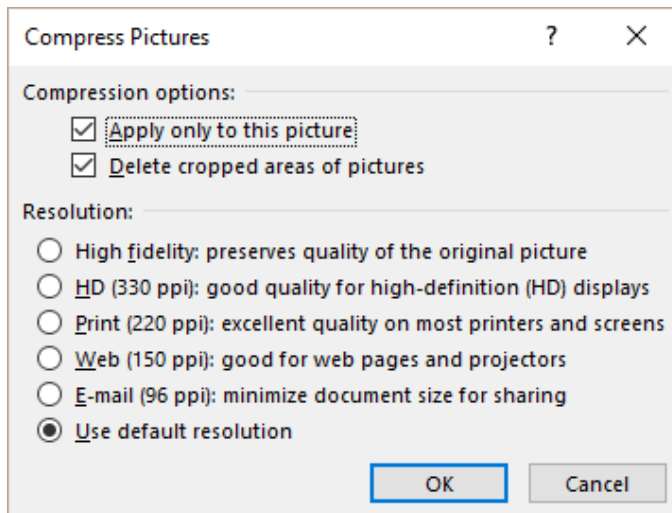 Compress Pictures
Compression options:
Apply only to this picture
Delete cropped areas of pictures
Resolution:
High fidelity: preserves quality of the original picture
HD (330 ppi): good quality for high-definition (HD) displays
Print (220 ppi): excellent quality on most printers and screens
Web (150 ppi): good for web pages and projectors
E-mail (96 ppi): minimize document size for sharing
Use default resolution
OK Cancel